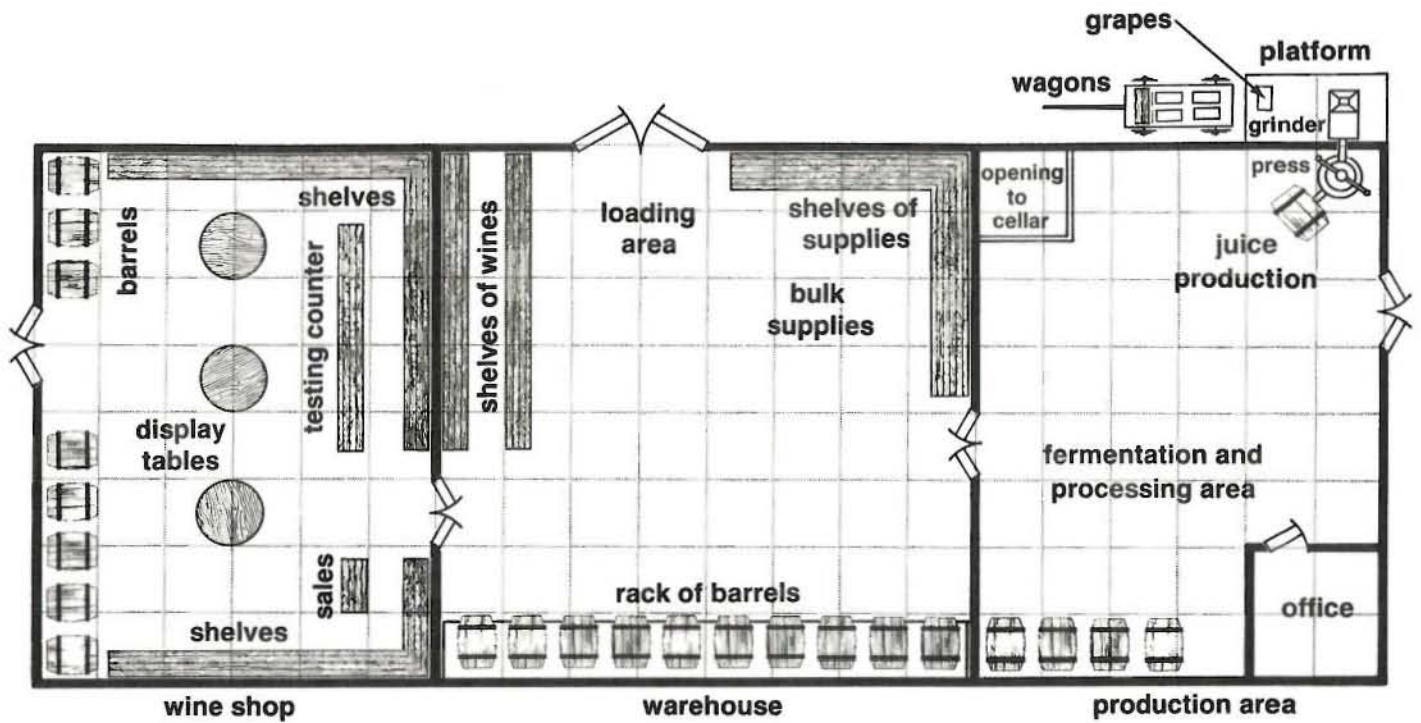 grapes
platform
wagons
grinder
press
opening
to
cellar
juice
production
shelves
barrels
testing counter
display
tables
sales
shelves
shelves of wines
loading
area
shelves of
supplies
bulk
supplies
rack of barrels
fermentation and
processing area
office
wine shop
warehouse
production area